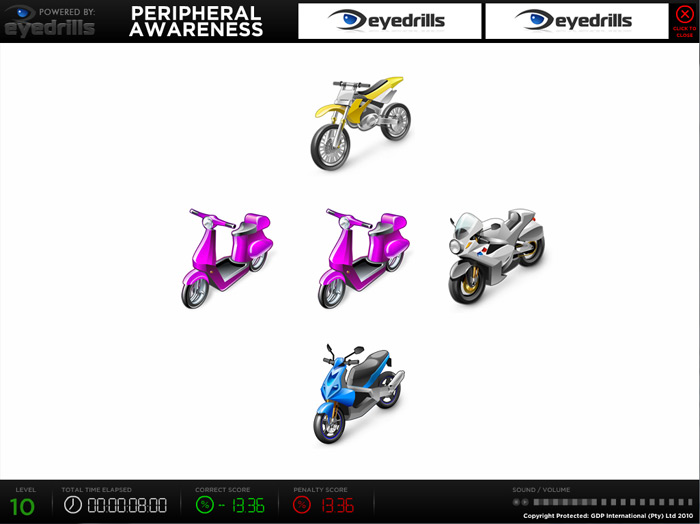 POWERED BY:
eyedrills
PERIPHERAL
AWARENESS
eyedrills
eyedrills
CLICK TO
CLOSE
LEVEL
10
TOTAL TIME ELAPSED
00:00:08:00
CORRECT SCORE
% -13.36
PENALTY SCORE
% 13.36
SOUND / VOLUME
Copyright Protected: GDP International (Pty) Ltd 2010